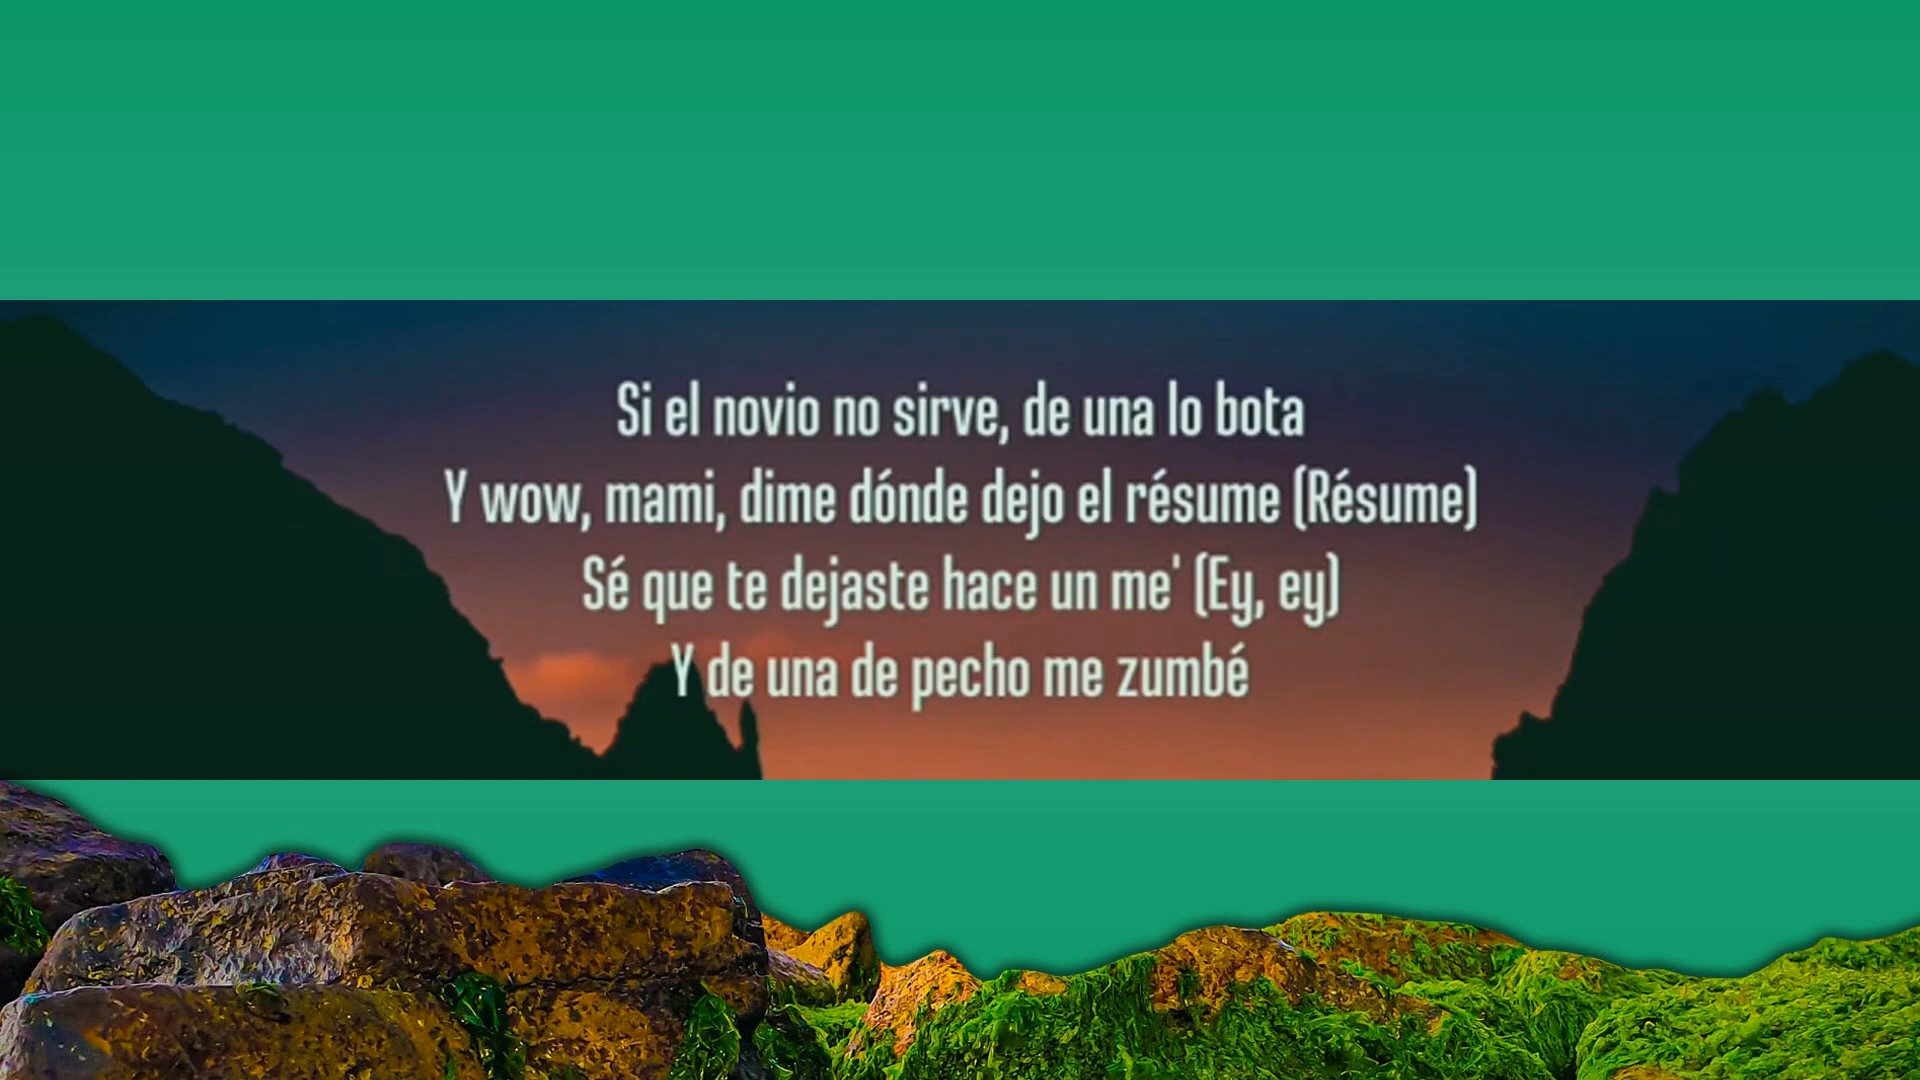 Si el novio no sirve, de una lo bota
Y wow, mami, dime dónde dejo el résume (Résume)
Sé que te dejaste hace un me' (Ey, ey)
Y de una de pecho me zumbé